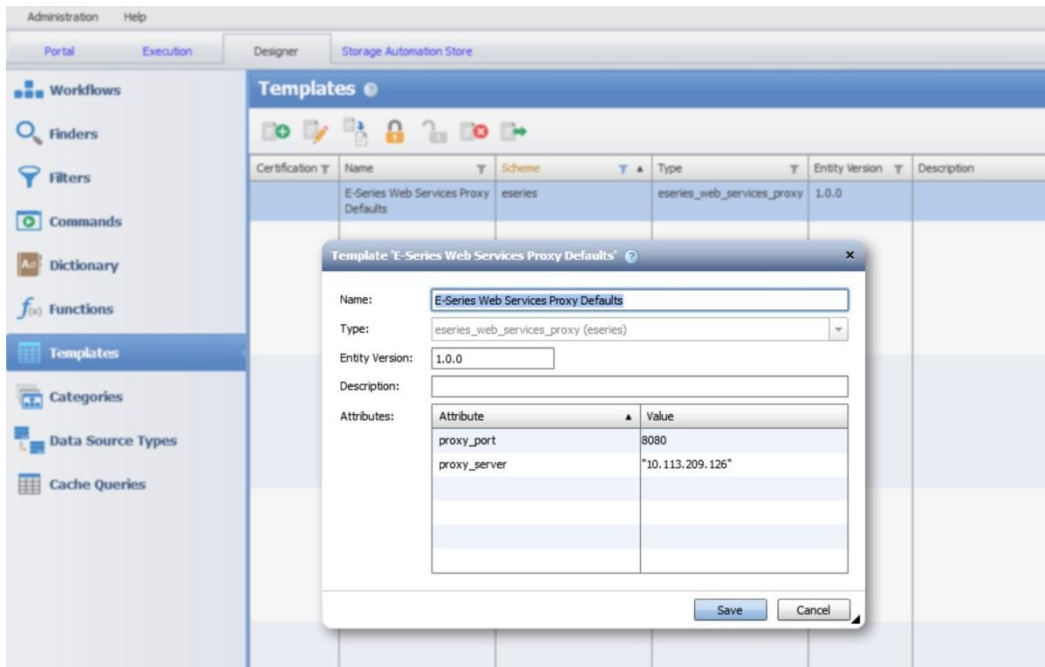 Administration Help
Portal Execution Designer Storage Automation Store
Workflows
Finders
Filters
Commands
Dictionary
Functions
Templates
Categories
Data Source Types
Cache Queries
Templates
Certification Name Scheme Type Entity Version Description
E-Series Web Services Proxy eseries eseries_web_services_proxy 1.0.0
Defaults
Template 'E-Series Web Services Proxy Defaults'
Name: E-Series Web Services Proxy Defaults
Type: eseries_web_services_proxy (eseries)
Entity Version: 1.0.0
Description:
Attributes: Attribute Value
proxy_port 8080
proxy_server "10.113.209.126"
Save Cancel